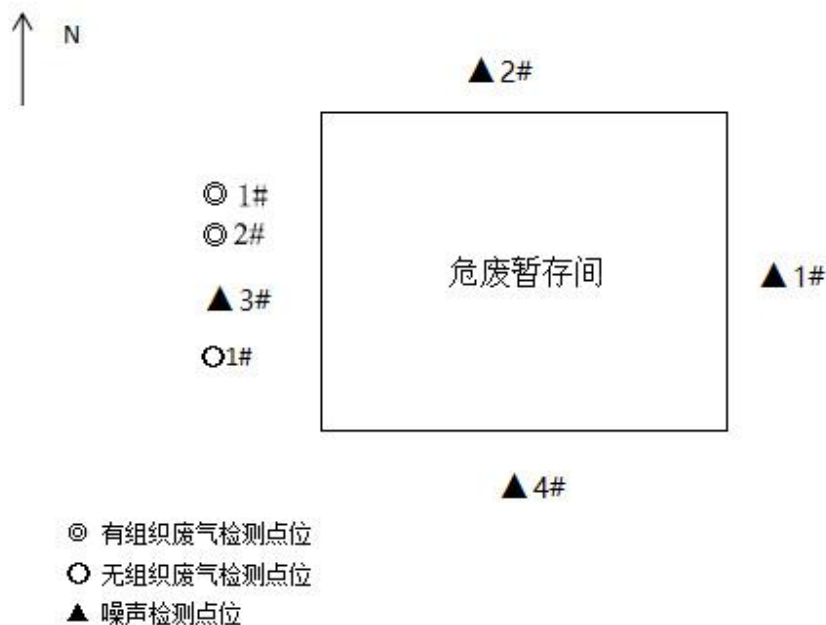 N
▲2#
◎ 1#
◎2#
危废暂存间
▲1#
▲3#
○1#
▲4#
◎ 有组织废气检测点位
○ 无组织废气检测点位
▲ 噪声检测点位